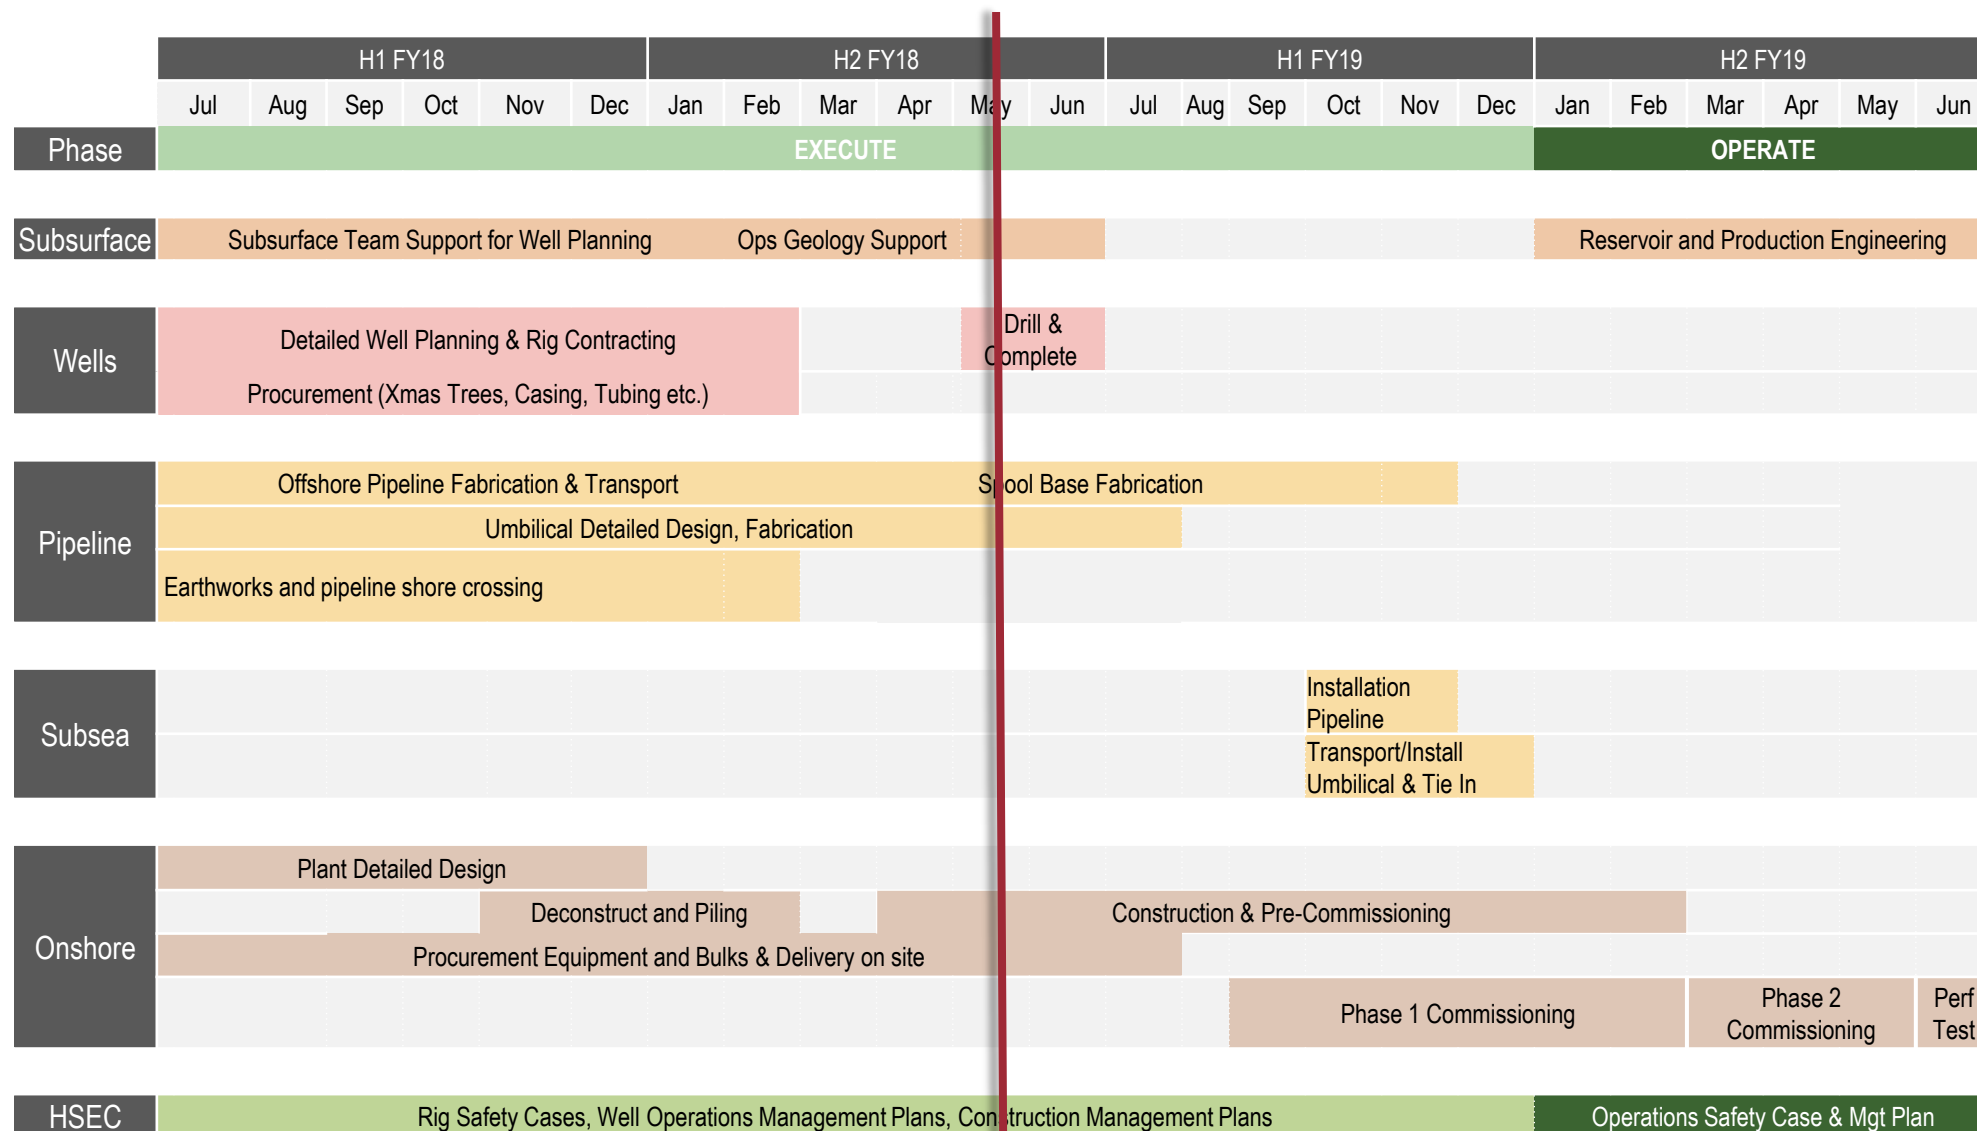 H1 FY18 H2 FY18 H1 FY19 H2 FY19
Jul Aug Sep Oct Nov Dec Jan Feb Mar Apr May Jun Jul Aug Sep Oct Nov Dec Jan Feb Mar Apr May Jun
Phase EXECUTE OPERATE
Subsurface Subsurface Team Support for Well Planning Ops Geology Support Reservoir and Production Engineering
Wells
Detailed Well Planning & Rig Contracting
Drill &
Complete
Procurement (Xmas Trees, Casing, Tubing etc.)
Pipeline
Offshore Pipeline Fabrication & Transport Spool Base Fabrication
Umbilical Detailed Design, Fabrication
Earthworks and pipeline shore crossing
Subsea
Installation
Pipeline
Transport/Install
Umbilical & Tie In
Onshore
Plant Detailed Design
Deconstruct and Piling Construction & Pre-Commissioning
Procurement Equipment and Bulks & Delivery on site
Phase 1 Commissioning
Phase 2
Commissioning
Perf
Test
HSEC Rig Safety Cases, Well Operations Management Plans, Construction Management Plans Operations Safety Case & Mgt Plan